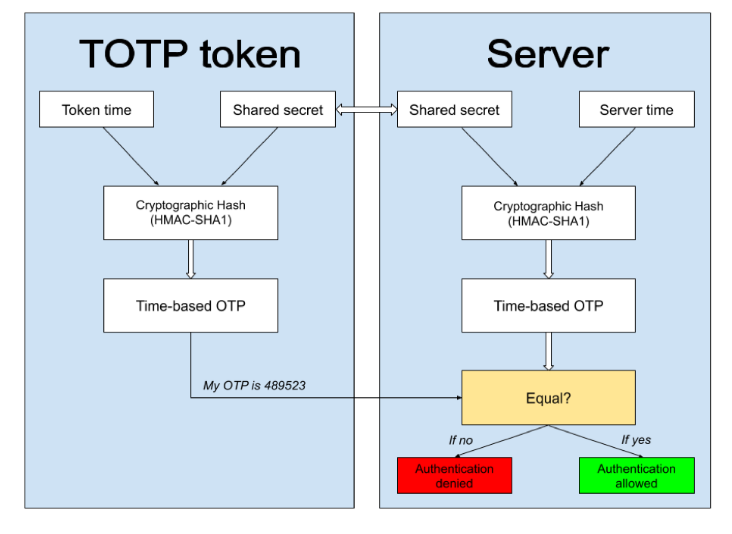 TOTP token
Server
Token time
Shared secret
Shared secret
Server time
Cryptographic Hash
(HMAC-SHA1)
Cryptographic Hash
(HMAC-SHA1)
Time-based OTP
Time-based OTP
My OTP is 489523
Equal?
If no
If yes
Authentication
denied
Authentication
allowed